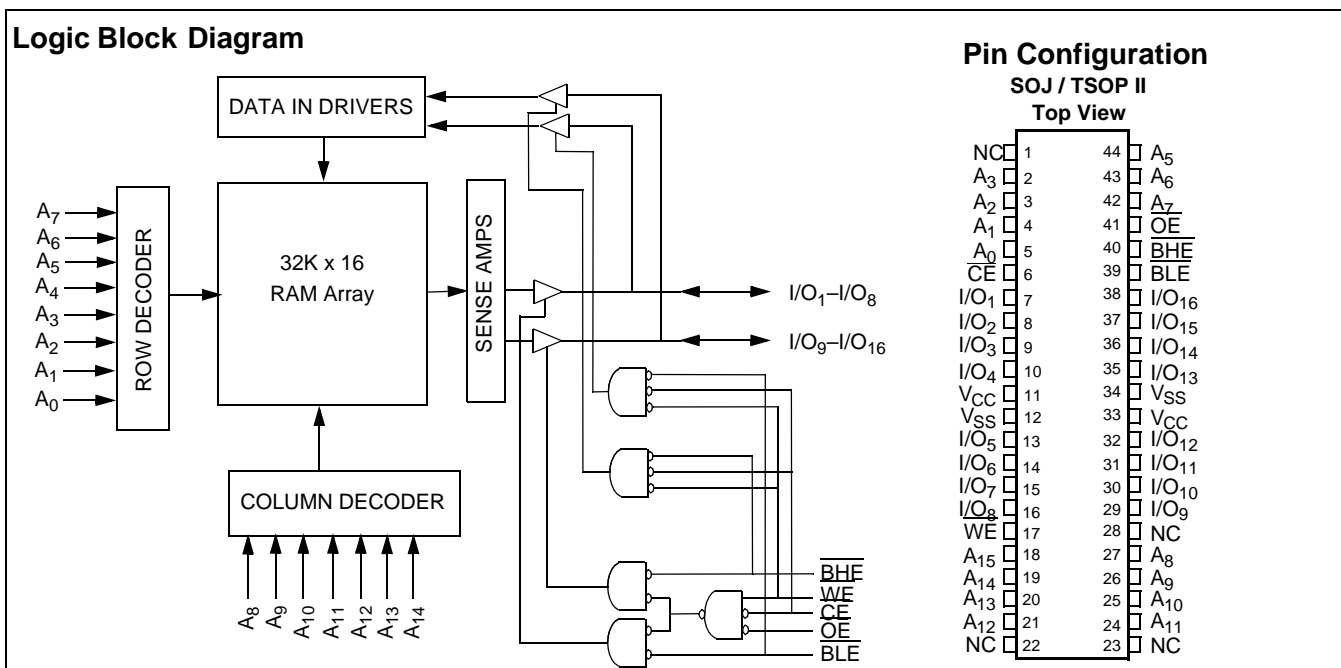 Logic Block Diagram
DATA IN DRIVERS
A7
A6
A5
A4
A3
A2
A1
A0
ROW DECODER
32K x 16
RAM Array
SENSE AMPS
I/O1–I/O8
I/O9–I/O16
COLUMN DECODER
A8
A9
A10
A11
A12
A13
A14
BHE
WE
CE
OE
BLE
Pin Configuration
SOJ / TSOP II
Top View
NC 1 44 A5
A3 2 43 A6
A2 3 42 A7
A1 4 41 OE
A0 5 40 BHE
CE 6 39 BLE
I/O1 7 38 I/O16
I/O2 8 37 I/O15
I/O3 9 36 I/O14
I/O4 10 35 I/O13
VCC 11 34 VSS
VSS 12 33 VCC
I/O5 13 32 I/O12
I/O6 14 31 I/O11
I/O7 15 30 I/O10
I/O8 16 29 I/O9
WE 17 28 NC
A15 18 27 A8
A14 19 26 A9
A13 20 25 A10
A12 21 24 A11
NC 22 23 NC